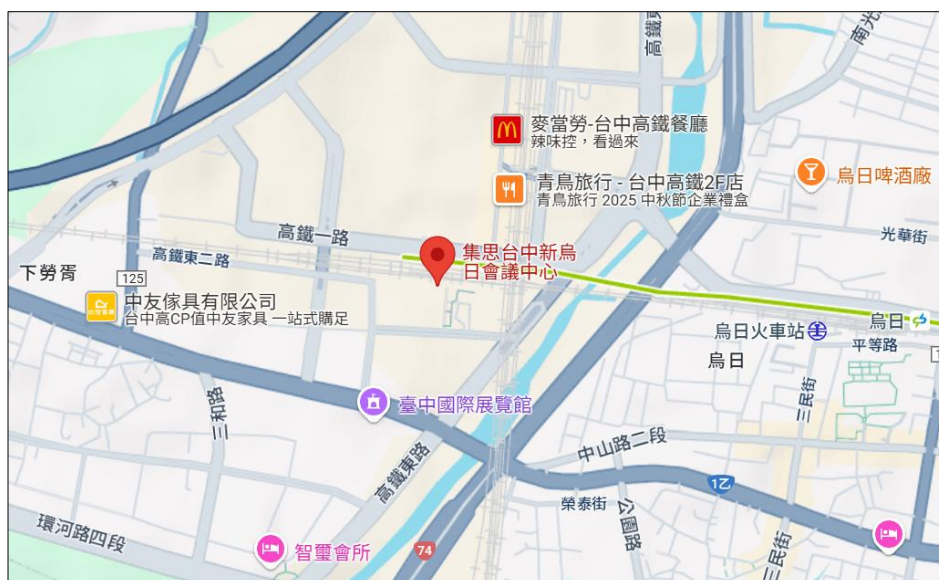 高鐵東
南光
麥當勞-台中高鐵餐廳
辣味控，看過來
烏日啤酒廠
青鳥旅行 - 台中高鐵2F店
青鳥旅行 2025 中秋節企業禮盒
光華街
高鐵一路
集思台中新烏
日會議中心
高鐵東二路
下勞胥
125
中友傢具有限公司
台中高CP值中友家具 一站式購足
烏日
烏日火車站
平等路
烏日
臺中國際展覽館
三和路
三民街
中山路二段
高鐵東路
1乙
榮泰街
公園路
環河路四段
智璽會所
74
三民街